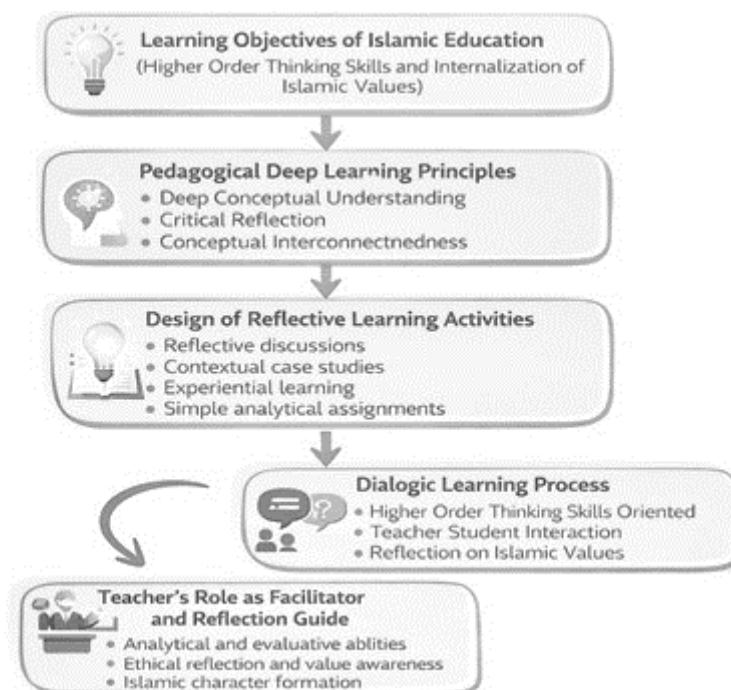 Learning Objectives of Islamic Education
(Higher Order Thinking Skills and Internalization of
Islamic Values)
Pedagogical Deep Learning Principles
• Deep Conceptual Understanding
• Critical Reflection
• Conceptual Interconnectnedness
Design of Reflective Learning Activities
• Reflective discussions
• Contextual case studies
• Experiential learning
• Simple analytical assignments
Dialogic Learning Process
• Higher Order Thinking Skills Oriented
• Teacher Student Interaction
• Reflection on Islamic Values
?
Teacher's Role as Facilitator
and Reflection Guide
• Analytical and evaluative ablities
• Ethical reflection and value awareness
• Islamic character formation